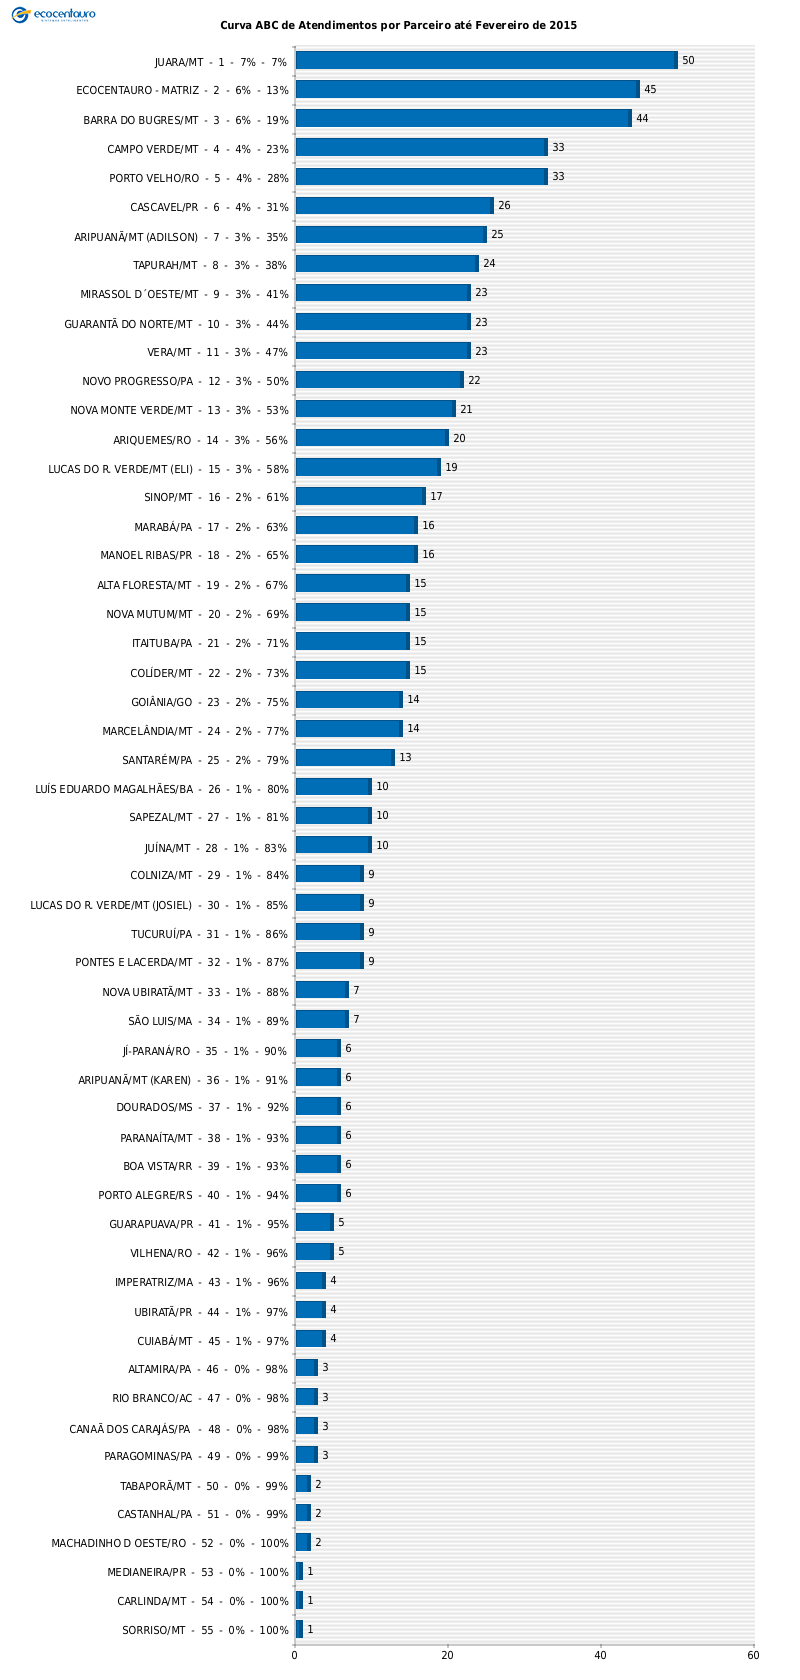 ecocentauro
Curva ABC de Atendimentos por Parceiro até Fevereiro de 2015
JUARA/MT - 1 - 7% - 7% 50
ECOCENTAURO - MATRIZ - 2 - 6% - 13% 45
BARRA DO BUGRES/MT - 3 - 6% - 19% 44
CAMPO VERDE/MT - 4 - 4% - 23% 33
PORTO VELHO/RO - 5 - 4% - 28% 33
CASCAVEL/PR - 6 - 4% - 31% 26
ARIPUANÃ/MT (ADILSON) - 7 - 3% - 35% 25
TAPURAH/MT - 8 - 3% - 38% 24
MIRASSOL D´OESTE/MT - 9 - 3% - 41% 23
GUARANTÃ DO NORTE/MT - 10 - 3% - 44% 23
VERA/MT - 11 - 3% - 47% 23
NOVO PROGRESSO/PA - 12 - 3% - 50% 22
NOVA MONTE VERDE/MT - 13 - 3% - 53% 21
ARIQUEMES/RO - 14 - 3% - 56% 20
LUCAS DO R. VERDE/MT (ELI) - 15 - 3% - 58% 19
SINOP/MT - 16 - 2% - 61% 17
MARABÁ/PA - 17 - 2% - 63% 16
MANOEL RIBAS/PR - 18 - 2% - 65% 16
ALTA FLORESTA/MT - 19 - 2% - 67% 15
NOVA MUTUM/MT - 20 - 2% - 69% 15
ITAITUBA/PA - 21 - 2% - 71% 15
COLÍDER/MT - 22 - 2% - 73% 15
GOIÂNIA/GO - 23 - 2% - 75% 14
MARCELÂNDIA/MT - 24 - 2% - 77% 14
SANTARÉM/PA - 25 - 2% - 79% 13
LUÍS EDUARDO MAGALHÃES/BA - 26 - 1% - 80% 10
SAPEZAL/MT - 27 - 1% - 81% 10
JUÍNA/MT - 28 - 1% - 83% 10
COLNIZA/MT - 29 - 1% - 84% 9
LUCAS DO R. VERDE/MT (JOSIEL) - 30 - 1% - 85% 9
TUCURUÍ/PA - 31 - 1% - 86% 9
PONTES E LACERDA/MT - 32 - 1% - 87% 9
NOVA UBIRATÃ/MT - 33 - 1% - 88% 7
SÃO LUIS/MA - 34 - 1% - 89% 7
JÍ-PARANÁ/RO - 35 - 1% - 90% 6
ARIPUANÃ/MT (KAREN) - 36 - 1% - 91% 6
DOURADOS/MS - 37 - 1% - 92% 6
PARANAÍTA/MT - 38 - 1% - 93% 6
BOA VISTA/RR - 39 - 1% - 93% 6
PORTO ALEGRE/RS - 40 - 1% - 94% 6
GUARAPUAVA/PR - 41 - 1% - 95% 5
VILHENA/RO - 42 - 1% - 96% 5
IMPERATRIZ/MA - 43 - 1% - 96% 4
UBIRATÃ/PR - 44 - 1% - 97% 4
CUIABÁ/MT - 45 - 1% - 97% 4
ALTAMIRA/PA - 46 - 0% - 98% 3
RIO BRANCO/AC - 47 - 0% - 98% 3
CANAÃ DOS CARAJÁS/PA - 48 - 0% - 98% 3
PARAGOMINAS/PA - 49 - 0% - 99% 3
TABAPORÃ/MT - 50 - 0% - 99% 2
CASTANHAL/PA - 51 - 0% - 99% 2
MACHADINHO D OESTE/RO - 52 - 0% - 100% 2
MEDIANEIRA/PR - 53 - 0% - 100% 1
CARLINDA/MT - 54 - 0% - 100% 1
SORRISO/MT - 55 - 0% - 100% 1
0 20 40 60